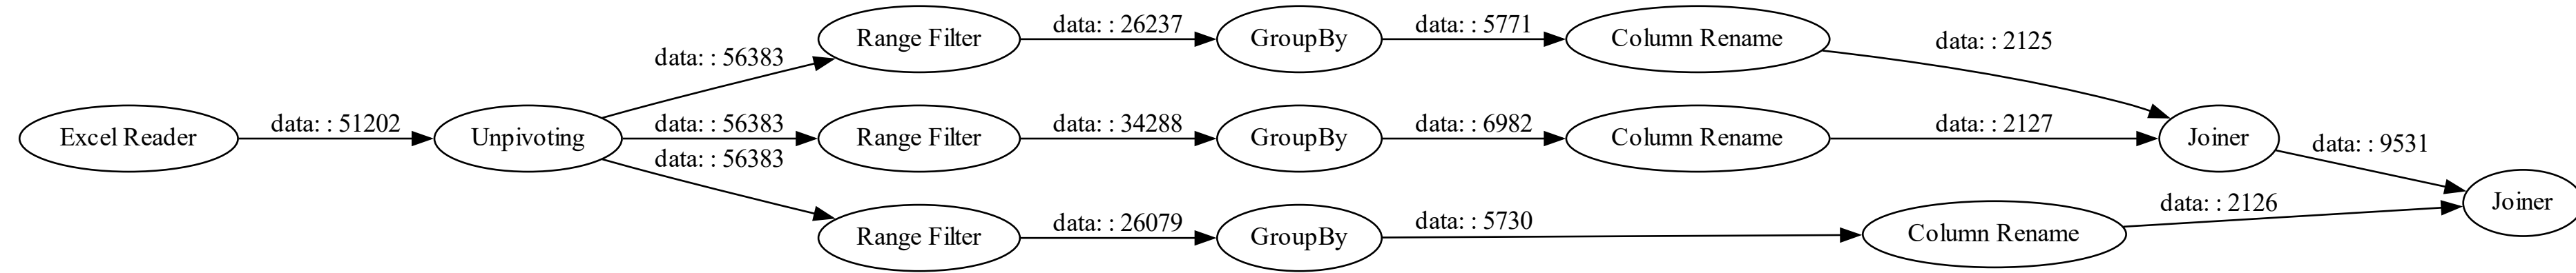 Excel Reader
data: : 51202
Unpivoting
data: : 56383
Range Filter
data: : 26237
GroupBy
data: : 5771
Column Rename
data: : 2125
data: : 56383
Range Filter
data: : 34288
GroupBy
data: : 6982
Column Rename
data: : 2127
Joiner
data: : 9531
data: : 56383
Range Filter
data: : 26079
GroupBy
data: : 5730
Column Rename
data: : 2126
Joiner